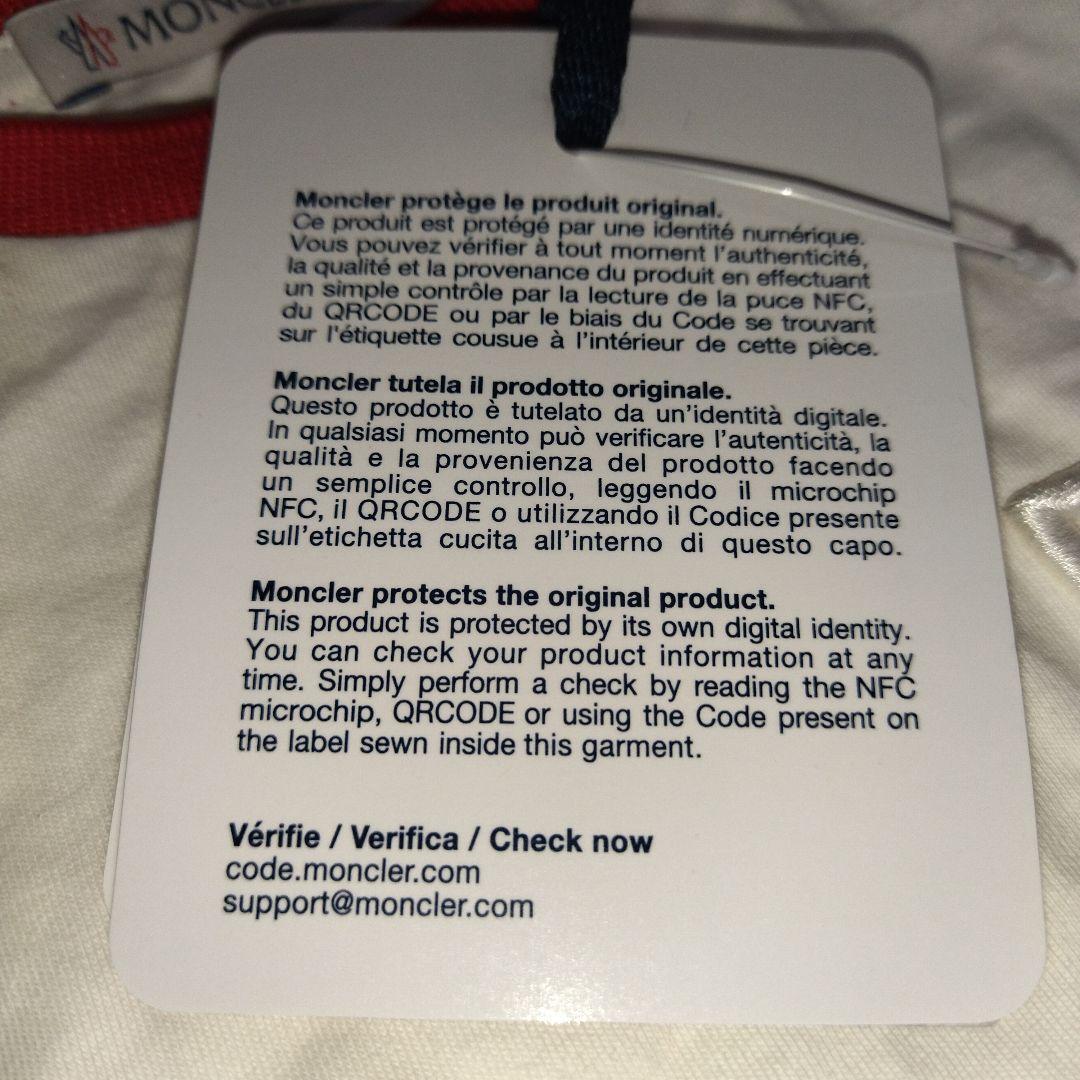 Moncler protège le produit original.
Ce produit est protégé par une identité numérique.
Vous pouvez vérifier à tout moment l'authenticité,
la qualité et la provenance du produit en effectuant
un simple contrôle par la lecture de la puce NFC,
du QRCODE ou par le biais du Code se trouvant
sur l'étiquette cousue à l'intérieur de cette pièce.
Moncler tutela il prodotto originale.
Questo prodotto è tutelato da un'identità digitale.
In qualsiasi momento può verificare l'autenticità, la
qualità e la provenienza del prodotto facendo
un semplice controllo, leggendo il microchip
NFC, il QRCODE o utilizzando il Codice presente
sull'etichetta cucita all'interno di questo capo.
Moncler protects the original product.
This product is protected by its own digital identity.
You can check your product information at any
time. Simply perform a check by reading the NFC
microchip, QRCODE or using the Code present on
the label sewn inside this garment.
Vérifie / Verifica / Check now
code.moncler.com
support@moncler.com